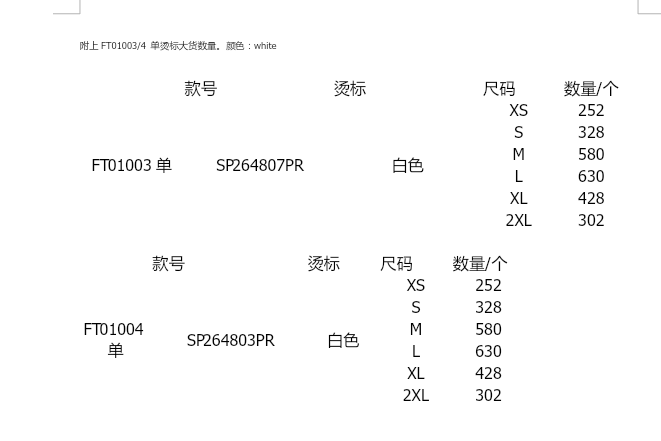 附上 FT01003/4 单烫标大货数量。颜色：white
款号 烫标 尺码 数量/个
XS 252
S 328
FT01003 单 SP264807PR 白色 M 580
L 630
XL 428
2XL 302
款号 烫标 尺码 数量/个
XS 252
S 328
FT01004 单 SP264803PR 白色 M 580
L 630
XL 428
2XL 302